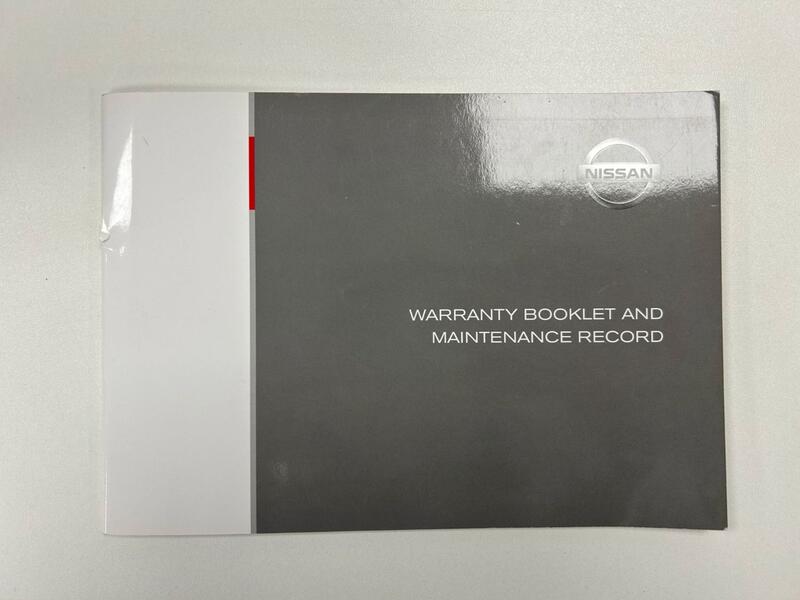 NISSAN
WARRANTY BOOKLET AND
MAINTENANCE RECORD